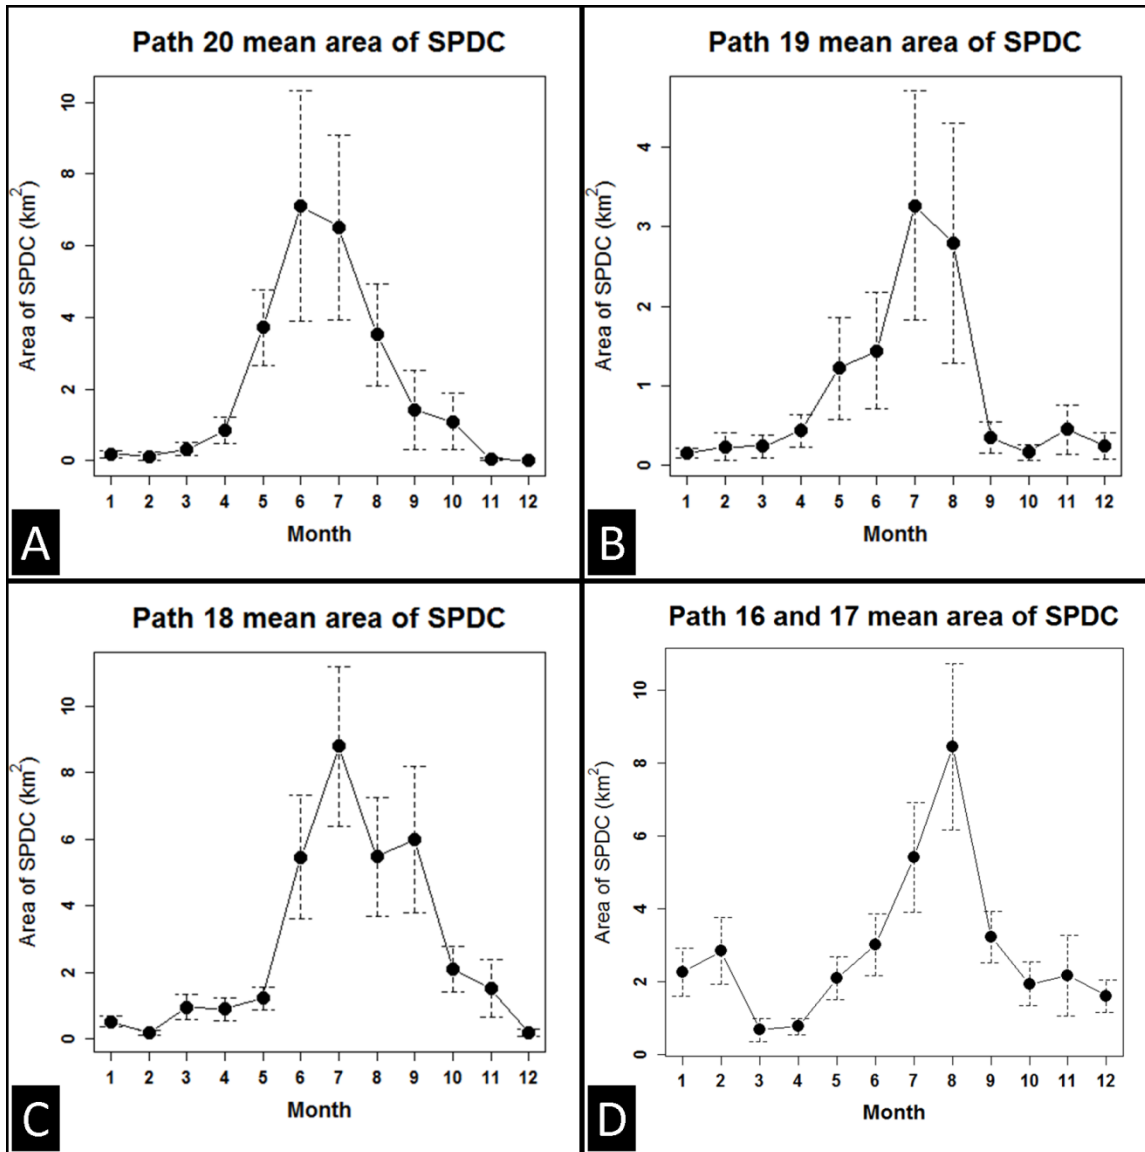 Path 20 mean area of SPDC
Area of SPDC (km²)
10
8
6
4
2
0
1 2 3 4 5 6 7 8 9 10 11 12
Month
A
Path 19 mean area of SPDC
Area of SPDC (km²)
4
3
2
1
0
1 2 3 4 5 6 7 8 9 10 11 12
Month
B
Path 18 mean area of SPDC
Area of SPDC (km²)
10
8
6
4
2
0
1 2 3 4 5 6 7 8 9 10 11 12
Month
C
Path 16 and 17 mean area of SPDC
Area of SPDC (km²)
10
8
6
4
2
0
1 2 3 4 5 6 7 8 9 10 11 12
Month
D